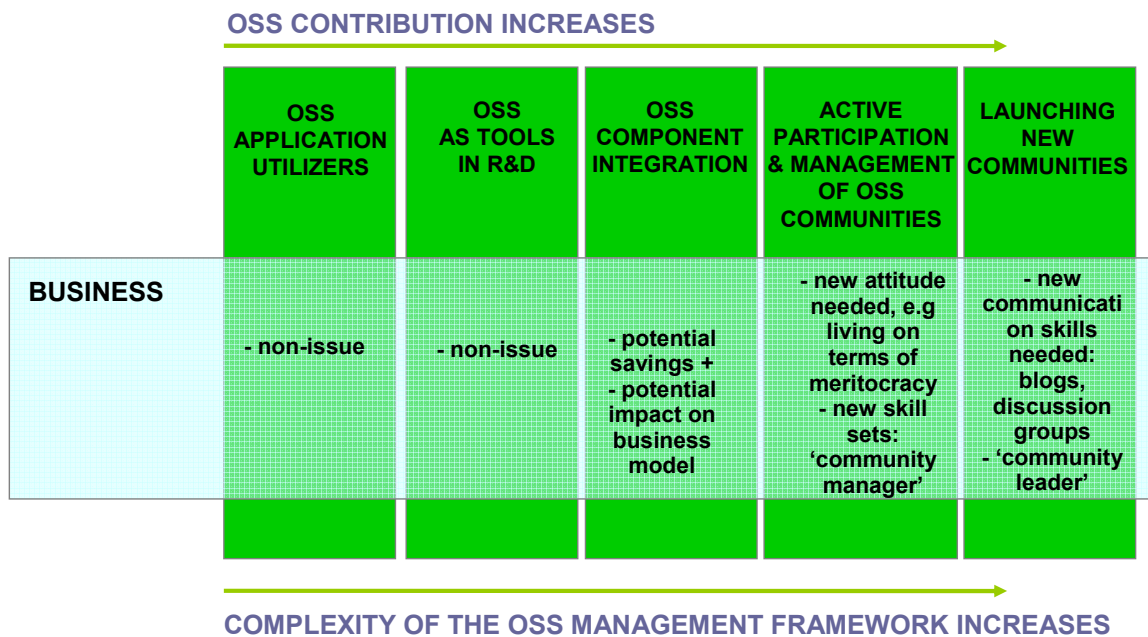 OSS CONTRIBUTION INCREASES
OSS
APPLICATION
UTILIZERS
OSS
AS TOOLS
IN R&D
OSS
COMPONENT
INTEGRATION
ACTIVE
PARTICIPATION
& MANAGEMENT
OF OSS
COMMUNITIES
LAUNCHING
NEW
COMMUNITIES
BUSINESS
- non-issue
- non-issue
- potential
savings +
- potential
impact on
business
model
- new attitude
needed, e.g
living on
terms of
meritocracy
- new skill
sets:
‘community
manager’
- new
communicati
on skills
needed:
blogs,
discussion
groups
- ‘community
leader’
COMPLEXITY OF THE OSS MANAGEMENT FRAMEWORK INCREASES